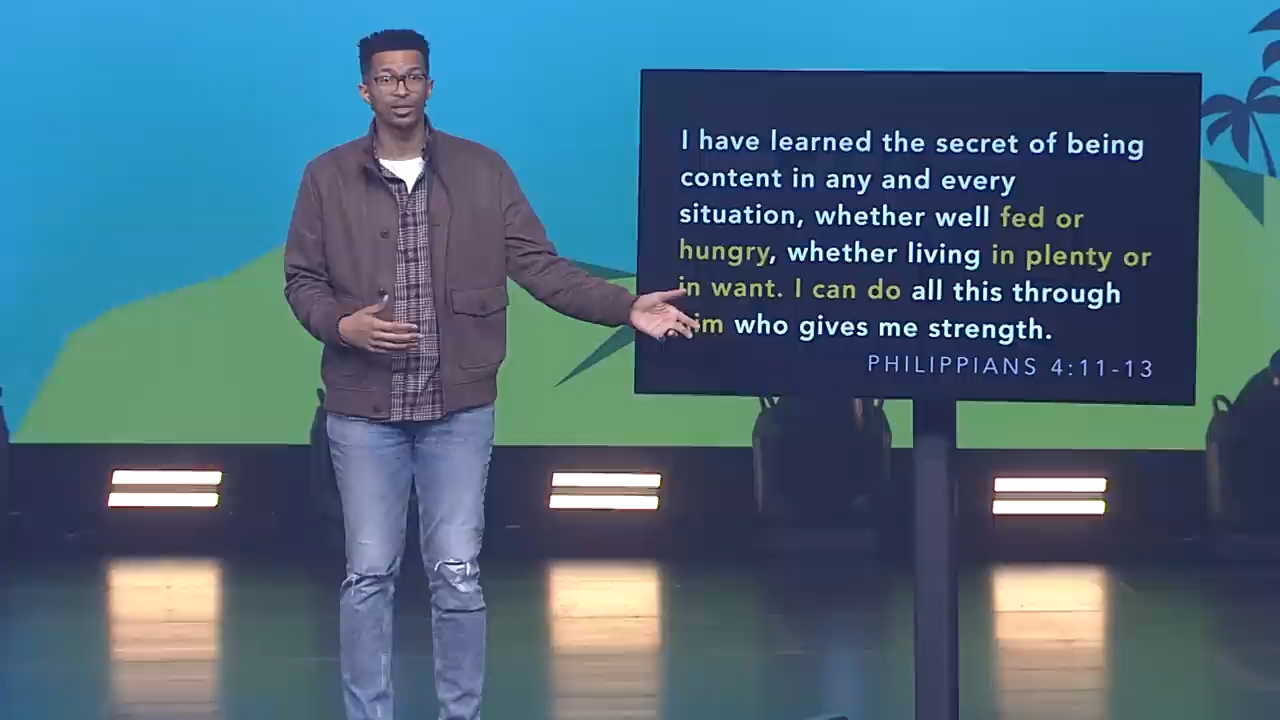 I have learned the secret of being
content in any and every
situation, whether well fed or
hungry, whether living in plenty or
in want. I can do all this through
him who gives me strength.
PHILIPPIANS 4:11-13